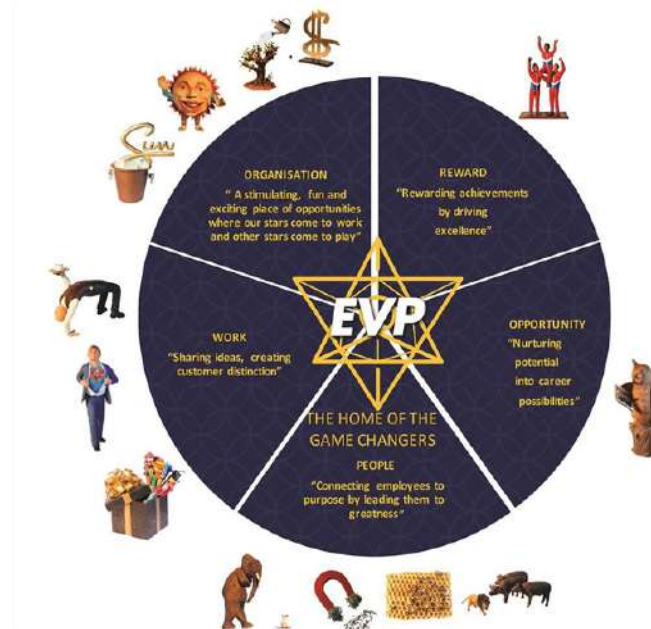 Sun
ORGANISATION
" A stimulating, fun and
exciting place of opportunities
where our stars come to work
and other stars come to play"
REWARD
"Rewarding achievements
by driving
excellence"
WORK
"Sharing ideas, creating
customer distinction"
EVP
OPPORTUNITY
"Nurturing
potential
into career
possibilities"
THE HOME OF THE
GAME CHANGERS
PEOPLE
"Connecting employees to
purpose by leading them to
greatness"